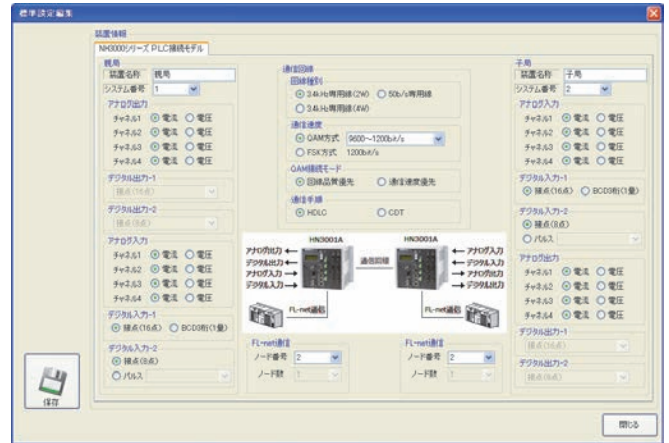 標準設定編集
装置情報
NH3000シリーズ PLC接続モデル
親局
装置名称 親局
システム番号 1
アナログ出力
チャネル1 電流 電圧
チャネル2 電流 電圧
チャネル3 電流 電圧
チャネル4 電流 電圧
デジタル出力-1
接点(16点)
デジタル出力-2
接点(8点)
アナログ入力
チャネル1 電流 電圧
チャネル2 電流 電圧
チャネル3 電流 電圧
チャネル4 電流 電圧
デジタル入力-1
接点(16点) BCD3桁(1量)
デジタル入力-2
接点(8点)
パルス
通信回線
回線種別
3.4kHz専用線(2W) 50b/s専用線
3.4kHz専用線(4W)
通信速度
QAM方式 9600~1200bit/s
FSK方式 1200bit/s
QAM接続モード
回線品質優先 通信速度優先
通信手順
HDLC CDT
HN3001A HN3001A
アナログ出力 アナログ入力
デジタル出力 通信回線 デジタル入力
アナログ入力 アナログ出力
デジタル入力 デジタル出力
FL-net通信 FL-net通信
FL-net通信
ノード番号 2
ノード数 1
FL-net通信
ノード番号 2
ノード数 1
子局
装置名称 子局
システム番号 2
アナログ入力
チャネル1 電流 電圧
チャネル2 電流 電圧
チャネル3 電流 電圧
チャネル4 電流 電圧
デジタル入力-1
接点(16点) BCD3桁(1量)
デジタル入力-2
接点(8点)
パルス
アナログ出力
チャネル1 電流 電圧
チャネル2 電流 電圧
チャネル3 電流 電圧
チャネル4 電流 電圧
デジタル出力-1
接点(16点)
デジタル出力-2
接点(8点)
保存
閉じる